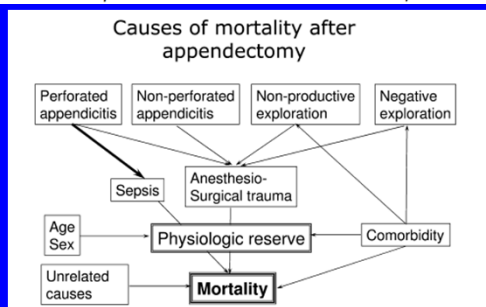 Causes of mortality after
appendectomy
Perforated
appendicitis
Non-perforated
appendicitis
Non-productive
exploration
Negative
exploration
Sepsis
Anesthesio-
Surgical trauma
Age
Sex
Physiologic reserve
Comorbidity
Unrelated
causes
Mortality